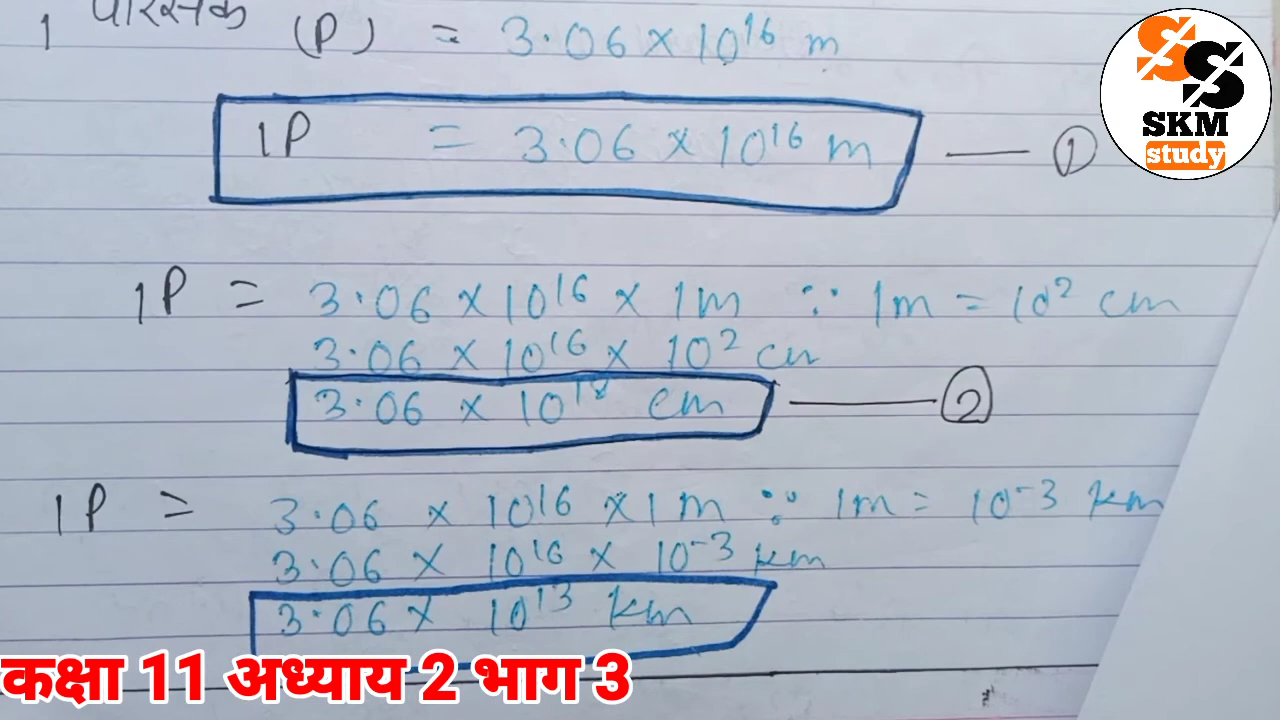 1 पारसेक (P) = 3.06 × 10¹⁶ m
1P = 3.06 × 10¹⁶ m — ①
1P = 3.06 × 10¹⁶ × 1m ∵ 1m = 10² cm
3.06 × 10¹⁶ × 10² cm
3.06 × 10¹⁸ cm — ②
1P = 3.06 × 10¹⁶ × 1m ∵ 1m = 10⁻³ km
3.06 × 10¹⁶ × 10⁻³ km
3.06 × 10¹³ km
SS
SKM
study
कक्षा 11 अध्याय 2 भाग 3